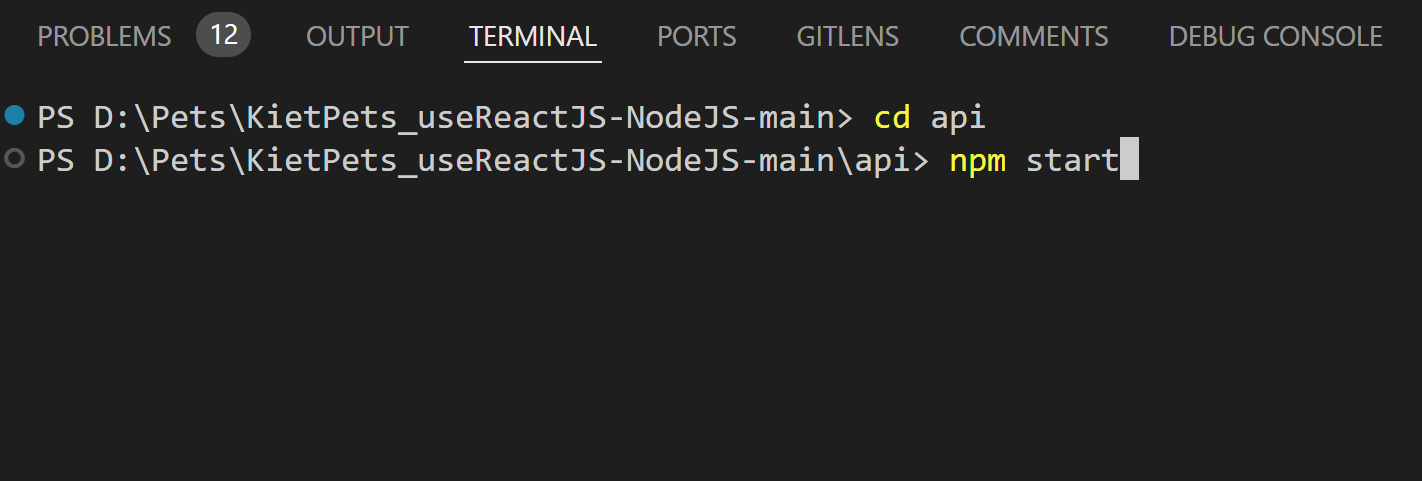 PROBLEMS 12 OUTPUT TERMINAL PORTS GITLENS COMMENTS DEBUG CONSOLE
PS D:\Pets\KietPets_useReactJS-NodeJS-main> cd api
PS D:\Pets\KietPets_useReactJS-NodeJS-main\api> npm start